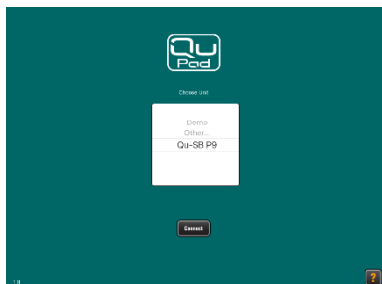 Qu
Pad
Choose Unit
Demo
Other...
Qu-SB P9
Connect
?